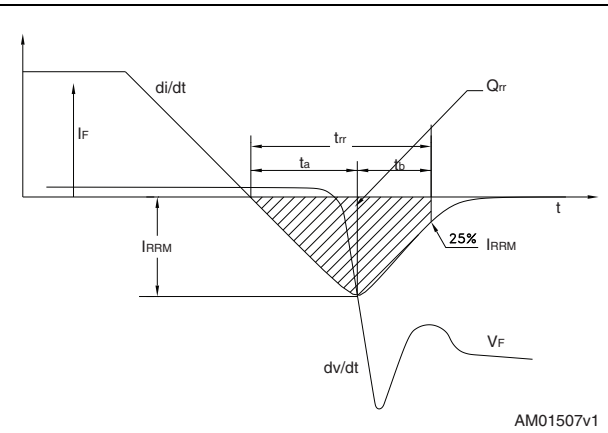 di/dt
Qrr
IF
trr
ta
tb
t
IRRM
25% IRRM
VF
dv/dt
AM01507v1